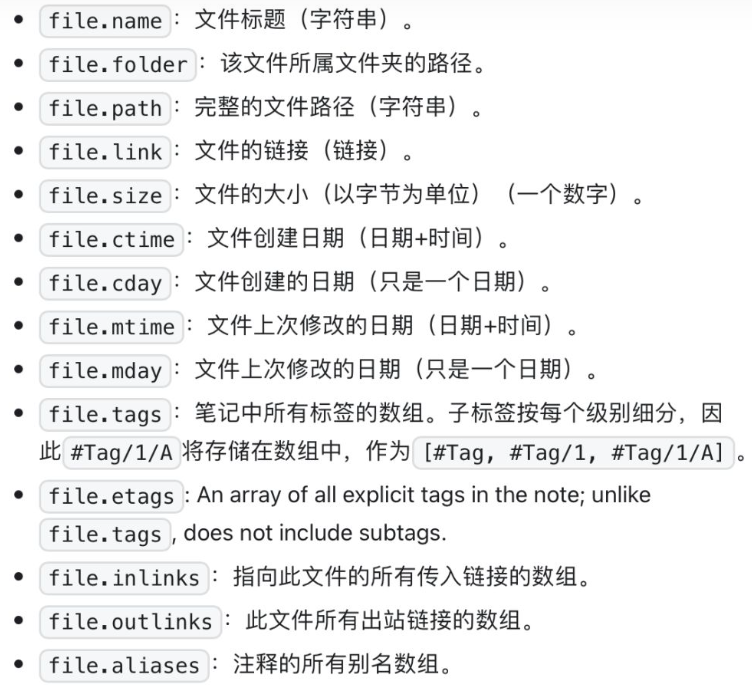 • file.name：文件标题（字符串）。
• file.folder：该文件所属文件夹的路径。
• file.path：完整的文件路径（字符串）。
• file.link：文件的链接（链接）。
• file.size：文件的大小（以字节为单位）（一个数字）。
• file.ctime：文件创建日期（日期+时间）。
• file.cday：文件创建的日期（只是一个日期）。
• file.mtime：文件上次修改的日期（日期+时间）。
• file.mday：文件上次修改的日期（只是一个日期）。
• file.tags：笔记中所有标签的数组。子标签按每个级别细分，因
此 #Tag/1/A 将存储在数组中，作为 [#Tag, #Tag/1, #Tag/1/A] 。
• file.etags: An array of all explicit tags in the note; unlike
file.tags, does not include subtags.
• file.inlinks：指向此文件的所有传入链接的数组。
• file.outlinks：此文件所有出站链接的数组。
• file.aliases：注释的所有别名数组。